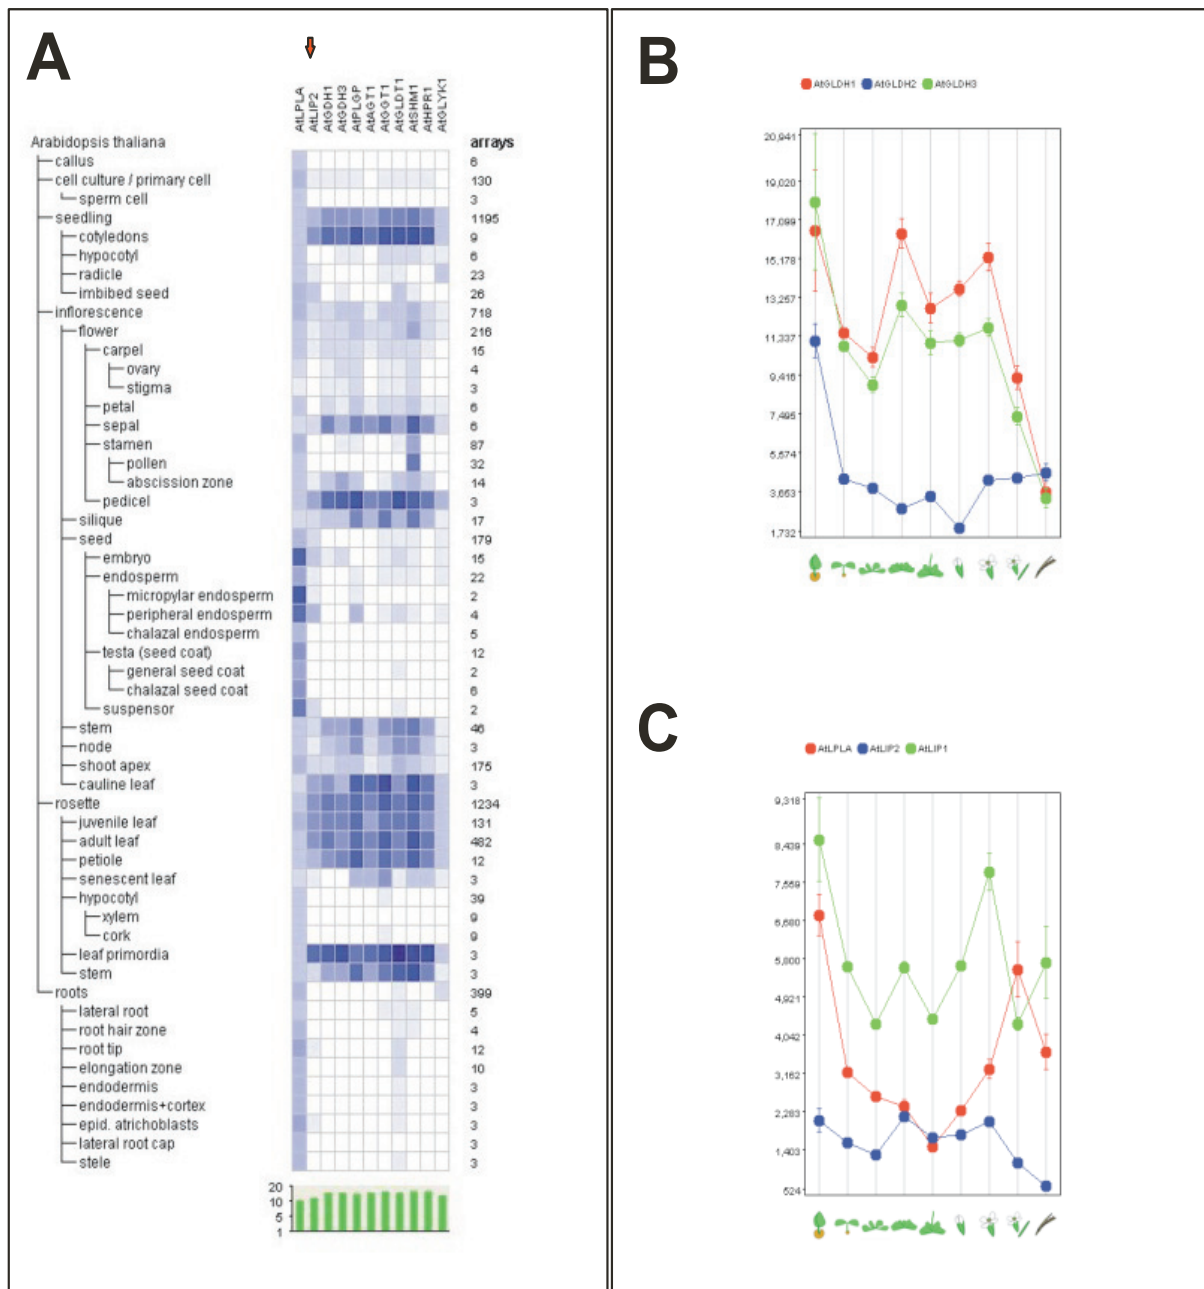 A
AtLPLA
AtLIP2
AtGDH1
AtGDH3
AtPLGP
AtAGT1
AtGGT1
AtGLDT1
AtSHM1
AtHPR1
AtGLYK1
Arabidopsis thaliana arrays
callus 6
cell culture / primary cell 130
sperm cell 3
seedling 1195
cotyledons 9
hypocotyl 6
radicle 23
imbibed seed 26
inflorescence 718
flower 216
carpel 15
ovary 4
stigma 3
petal 6
sepal 6
stamen 87
pollen 32
abscission zone 14
pedicel 3
silique 17
seed 179
embryo 15
endosperm 22
micropylar endosperm 2
peripheral endosperm 4
chalazal endosperm 5
testa (seed coat) 12
general seed coat 2
chalazal seed coat 6
suspensor 2
stem 46
node 3
shoot apex 175
cauline leaf 3
rosette 1234
juvenile leaf 131
adult leaf 482
petiole 12
senescent leaf 3
hypocotyl 39
xylem 9
cork 9
leaf primordia 3
stem 3
roots 399
lateral root 5
root hair zone 4
root tip 12
elongation zone 10
endodermis 3
endodermis+cortex 3
epid. atrichoblasts 3
lateral root cap 3
stele 3
20
10
5
1
B
AtGLDH1 AtGLDH2 AtGLDH3
20,941
19,020
17,099
15,178
13,257
11,337
9,416
7,495
5,574
3,653
1,732
C
AtLPLA AtLIP2 AtLIP1
9,318
8,439
7,559
6,680
5,800
4,921
4,042
3,162
2,283
1,403
524